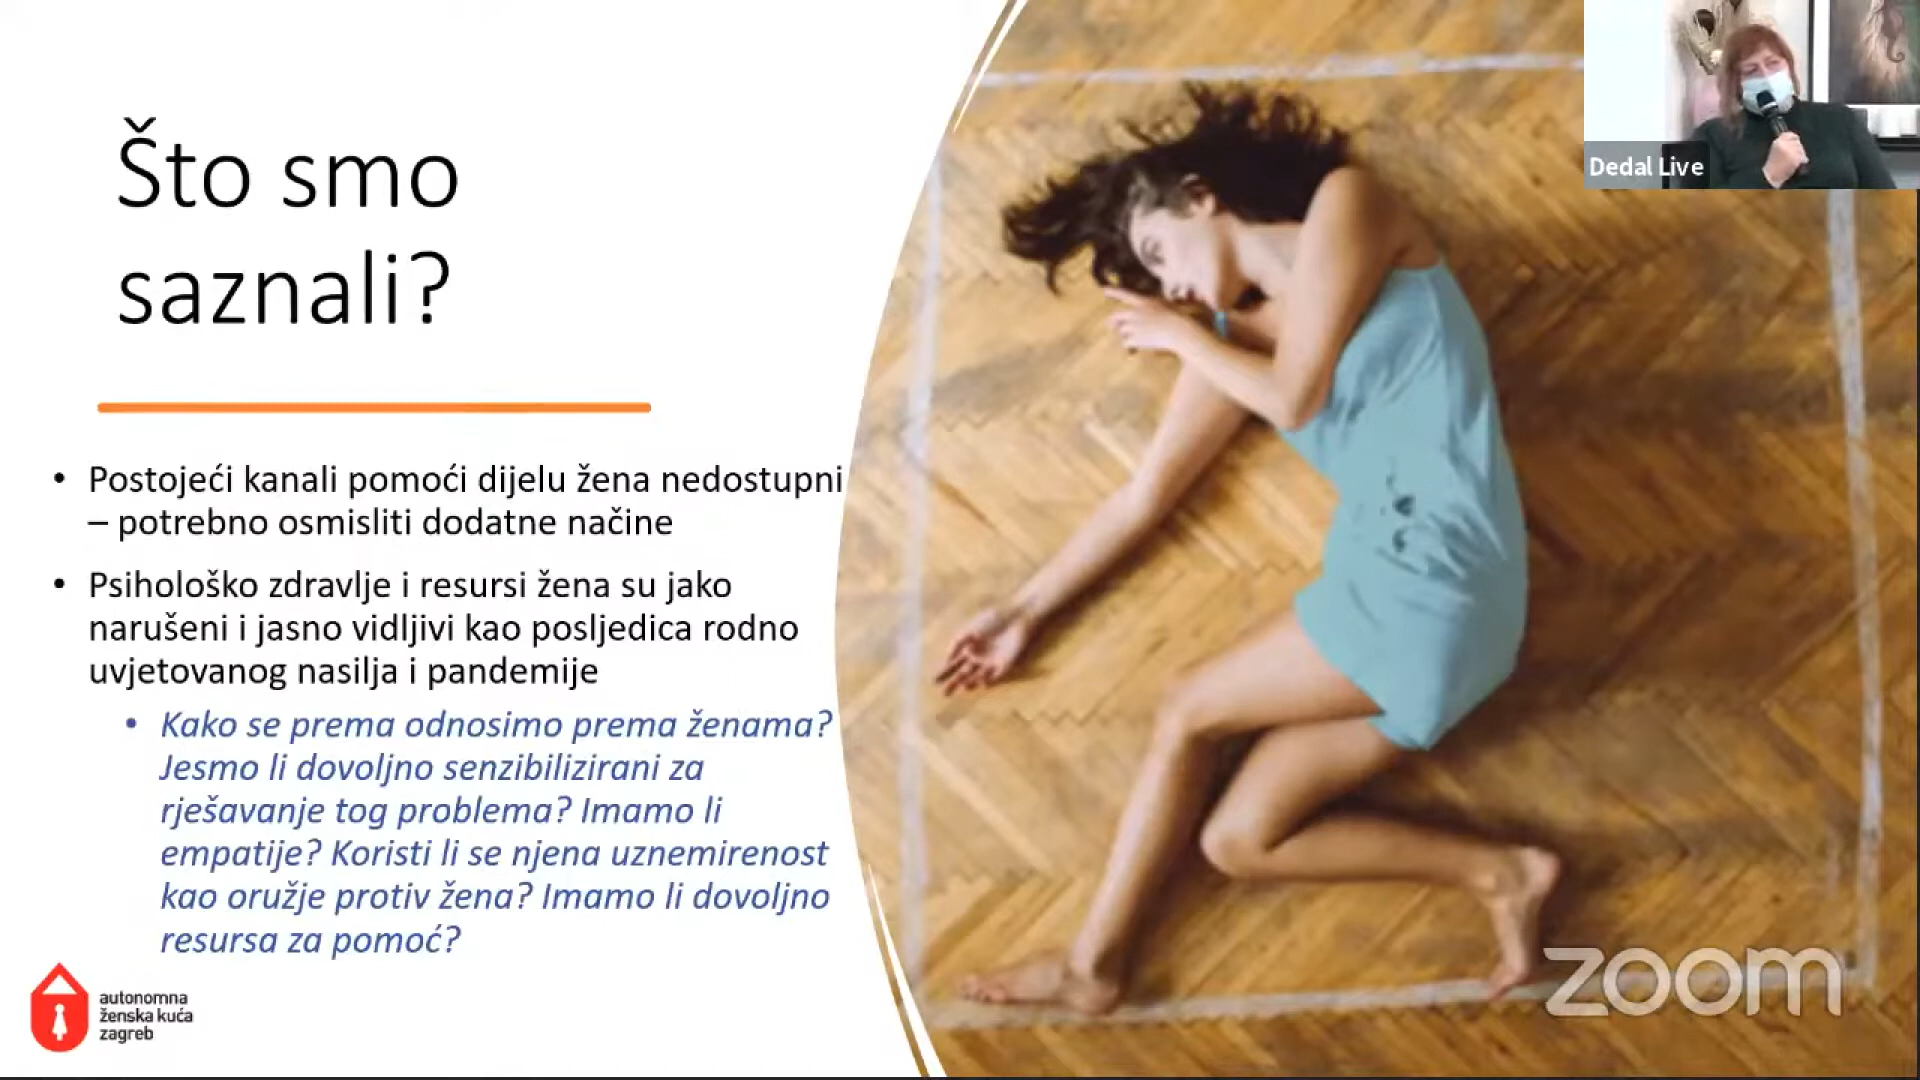 Što smo
saznali?
• Postojeći kanali pomoći dijelu žena nedostupni
– potrebno osmisliti dodatne načine
• Psihološko zdravlje i resursi žena su jako
narušeni i jasno vidljivi kao posljedica rodno
uvjetovanog nasilja i pandemije
• Kako se prema odnosimo prema ženama?
Jesmo li dovoljno senzibilizirani za
rješavanje tog problema? Imamo li
empatije? Koristi li se njena uznemirenost
kao oružje protiv žena? Imamo li dovoljno
resursa za pomoć?
autonomna
ženska kuća
zagreb
Dedal Live
zoom